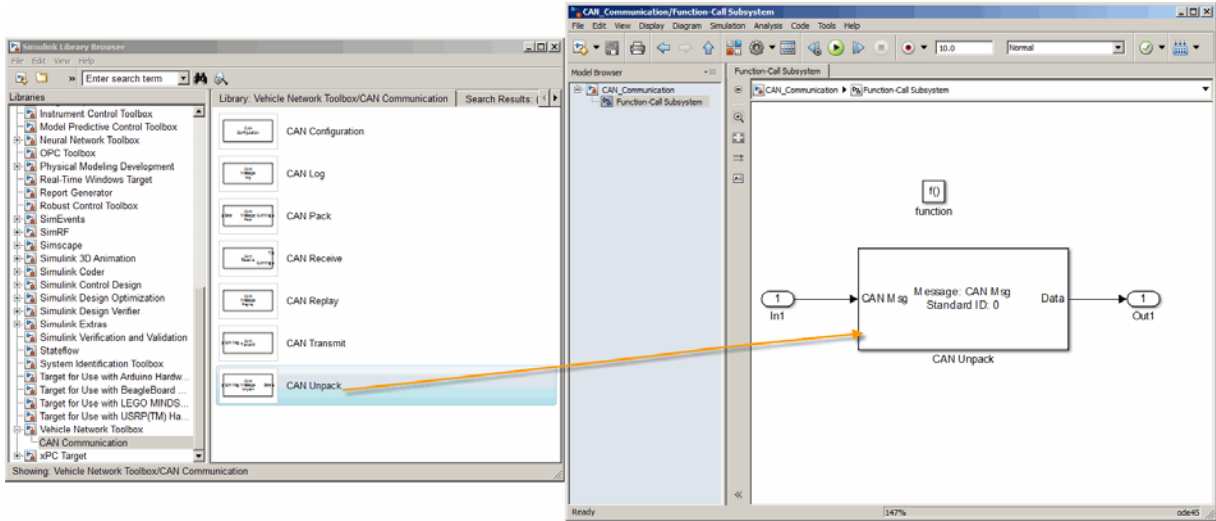 Simulink Library Browser
File Edit View Help
» Enter search term
Libraries
Instrument Control Toolbox
Model Predictive Control Toolbox
Neural Network Toolbox
OPC Toolbox
Physical Modeling Development
Real-Time Windows Target
Report Generator
Robust Control Toolbox
SimEvents
SimRF
Simscape
Simulink 3D Animation
Simulink Coder
Simulink Control Design
Simulink Design Optimization
Simulink Design Verifier
Simulink Extras
Simulink Verification and Validation
Stateflow
System Identification Toolbox
Target for Use with Arduino Hardw...
Target for Use with BeagleBoard ...
Target for Use with LEGO MINDS...
Target for Use with USRP(TM) Ha...
Vehicle Network Toolbox
CAN Communication
xPC Target
Library: Vehicle Network Toolbox/CAN Communication Search Results: (
CAN Configuration
CAN Log
CAN Pack
CAN Receive
CAN Replay
CAN Transmit
CAN Unpack
Showing: Vehicle Network Toolbox/CAN Communication
CAN_Communication/Function-Call Subsystem
File Edit View Display Diagram Simulation Analysis Code Tools Help
10.0 Normal
Model Browser
CAN_Communication
Function-Call Subsystem
Function-Call Subsystem
CAN_Communication Function-Call Subsystem
f()
function
1
In1
CAN Msg
Message: CAN Msg
Standard ID: 0
Data
CAN Unpack
1
Out1
Ready 147% ode45